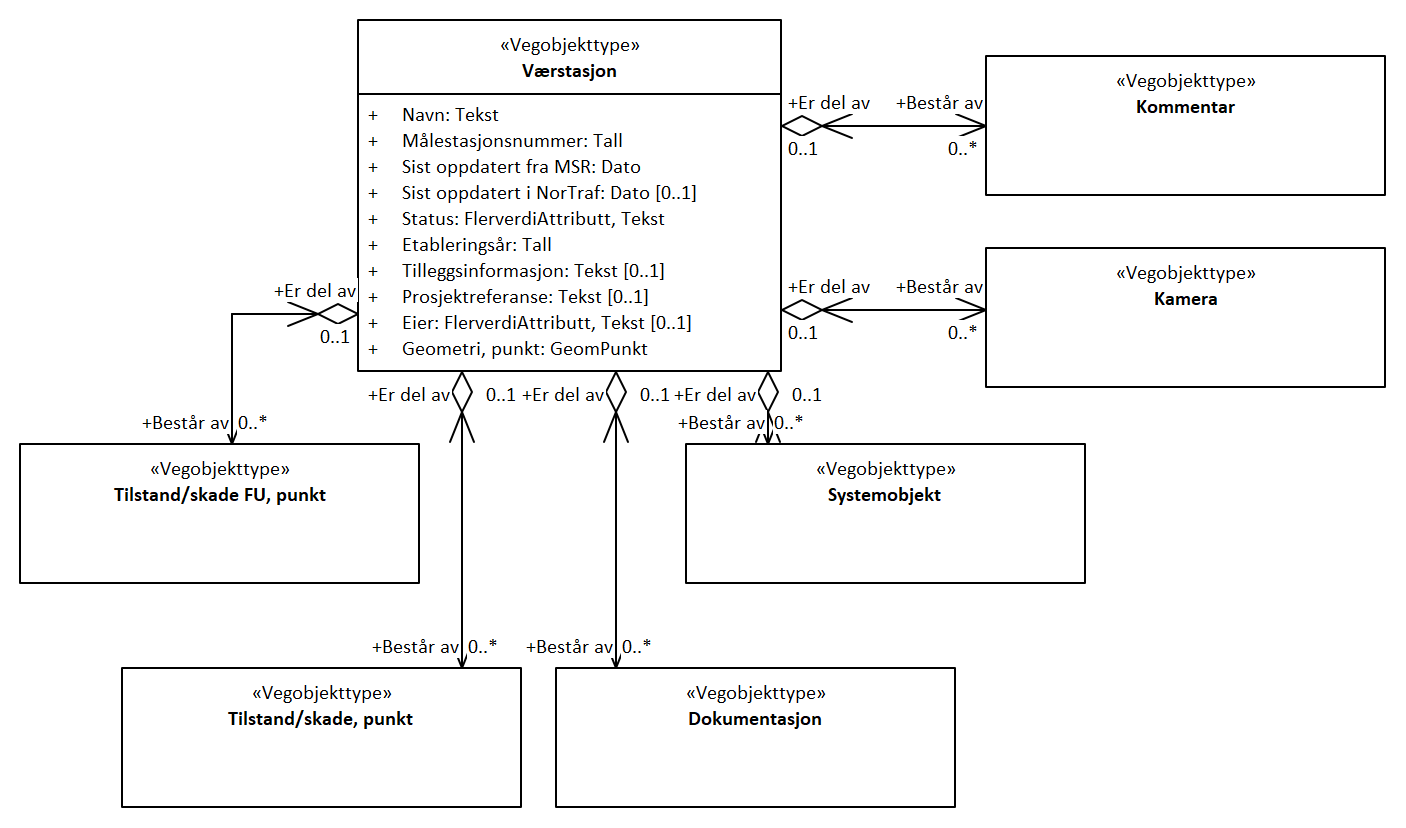 «Vegobjekttype»
Værstasjon
+ Navn: Tekst
+ Målestasjonsnummer: Tall
+ Sist oppdatert fra MSR: Dato
+ Sist oppdatert i NorTraf: Dato [0..1]
+ Status: FlerverdiAttributt, Tekst
+ Etableringsår: Tall
+ Tilleggsinformasjon: Tekst [0..1]
+ Prosjektreferanse: Tekst [0..1]
+ Eier: FlerverdiAttributt, Tekst [0..1]
+ Geometri, punkt: GeomPunkt
+Er del av
+Består av
0..1
0..*
«Vegobjekttype»
Kommentar
+Er del av
+Består av
0..1
0..*
«Vegobjekttype»
Kamera
+Er del av
0..1
+Består av
0..*
«Vegobjekttype»
Tilstand/skade FU, punkt
+Er del av
0..1
+Er del av
0..1
+Er del av
0..1
+Består av
0..*
«Vegobjekttype»
Systemobjekt
+Består av
0..*
«Vegobjekttype»
Tilstand/skade, punkt
+Består av
0..*
«Vegobjekttype»
Dokumentasjon